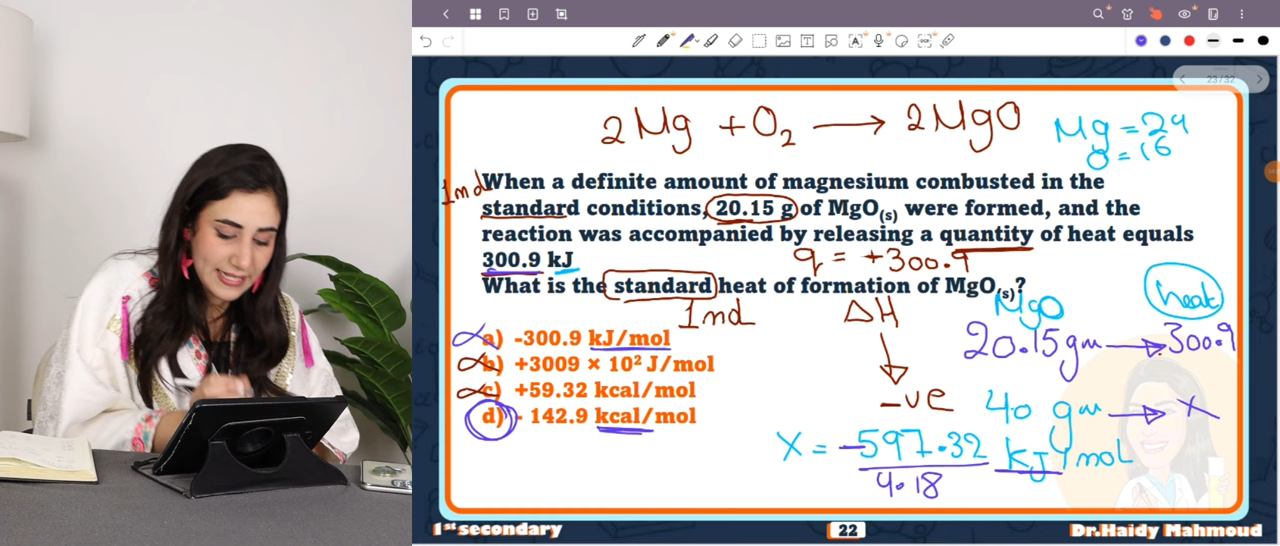 23/32
2Mg + O₂ → 2MgO
Mg = 24
O = 16
1md When a definite amount of magnesium combusted in the
standard conditions, 20.15 g of MgO(s) were formed, and the
reaction was accompanied by releasing a quantity of heat equals
300.9 kJ
q = +300.9
What is the standard heat of formation of MgO(s)?
1md
ΔH
-ve
a) -300.9 kJ/mol
b) +3009 × 10² J/mol
c) +59.32 kcal/mol
d) - 142.9 kcal/mol
MgO
heat
20.15 gm → 300.9
40 gm → X
X = -597.32 kJ/mol
4.18
1st secondary
22
Dr.Haidy Mahmoud